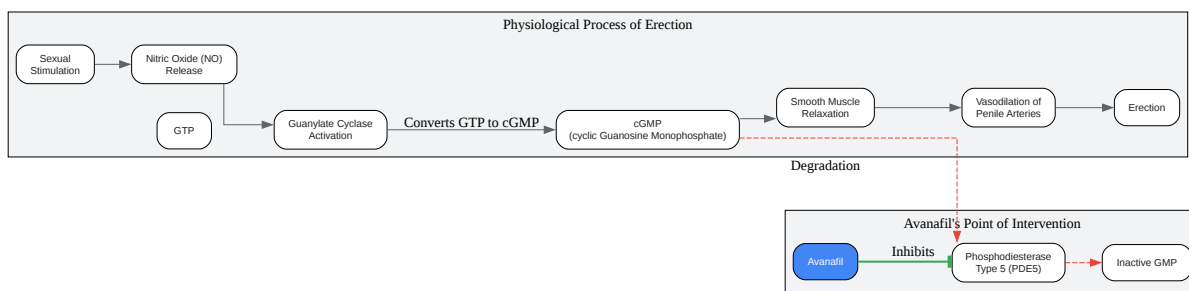 Physiological Process of Erection
Sexual
Stimulation
Nitric Oxide (NO)
Release
GTP
Guanylate Cyclase
Activation
Converts GTP to cGMP
cGMP
(cyclic Guanosine Monophosphate)
Smooth Muscle
Relaxation
Vasodilation of
Penile Arteries
Erection
Degradation
Avanafil's Point of Intervention
Avanafil
Inhibits
Phosphodiesterase
Type 5 (PDE5)
Inactive GMP